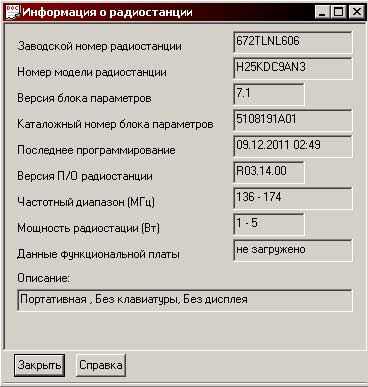 Информация о радиостанции
Заводской номер радиостанции 672TLNL606
Номер модели радиостанции H25KDC9AN3
Версия блока параметров 7.1
Каталожный номер блока параметров 5108191A01
Последнее программирование 09.12.2011 02:49
Версия П/О радиостанции R03.14.00
Частотный диапазон (МГц) 136 - 174
Мощность радиостации (Вт) 1 - 5
Данные функциональной платы не загружено
Описание:
Портативная , Без клавиатуры, Без дисплея
Закрыть Справка